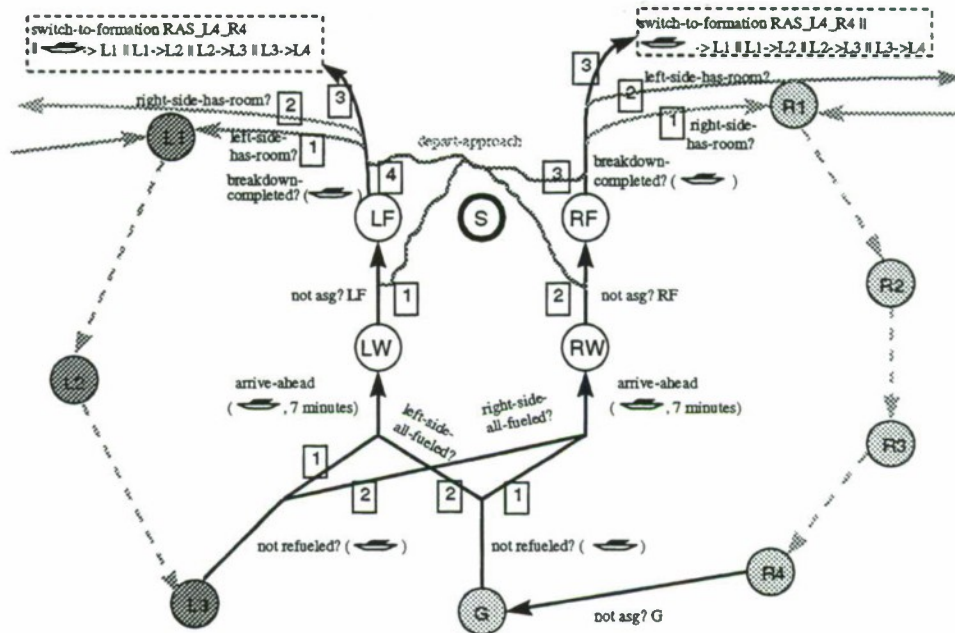 switch-to-formation RAS_L4_R4
|| -> L1 || L1->L2 || L2->L3 || L3->L4
switch-to-formation RAS_L4_R4 ||
-> L1 || L1->L2 || L2->L3 || L3->L4
3
3
left-side-has-room?
right-side-has-room?
2
2
R1
L1
1
1
left-side-
has-room?
depart-approach
right-side-
has-room?
breakdown-
completed? ( )
4
3
breakdown-
completed? ( )
LF
S
RF
R2
not asg? LF
1
2
not asg? RF
LW
RW
L2
arrive-ahead
( , 7 minutes)
left-side-
all-fueled?
right-side-
all-fueled?
arrive-ahead
( , 7 minutes)
R3
1
2
2
1
not refueled? ( )
not refueled? ( )
R4
L3
G
not asg? G